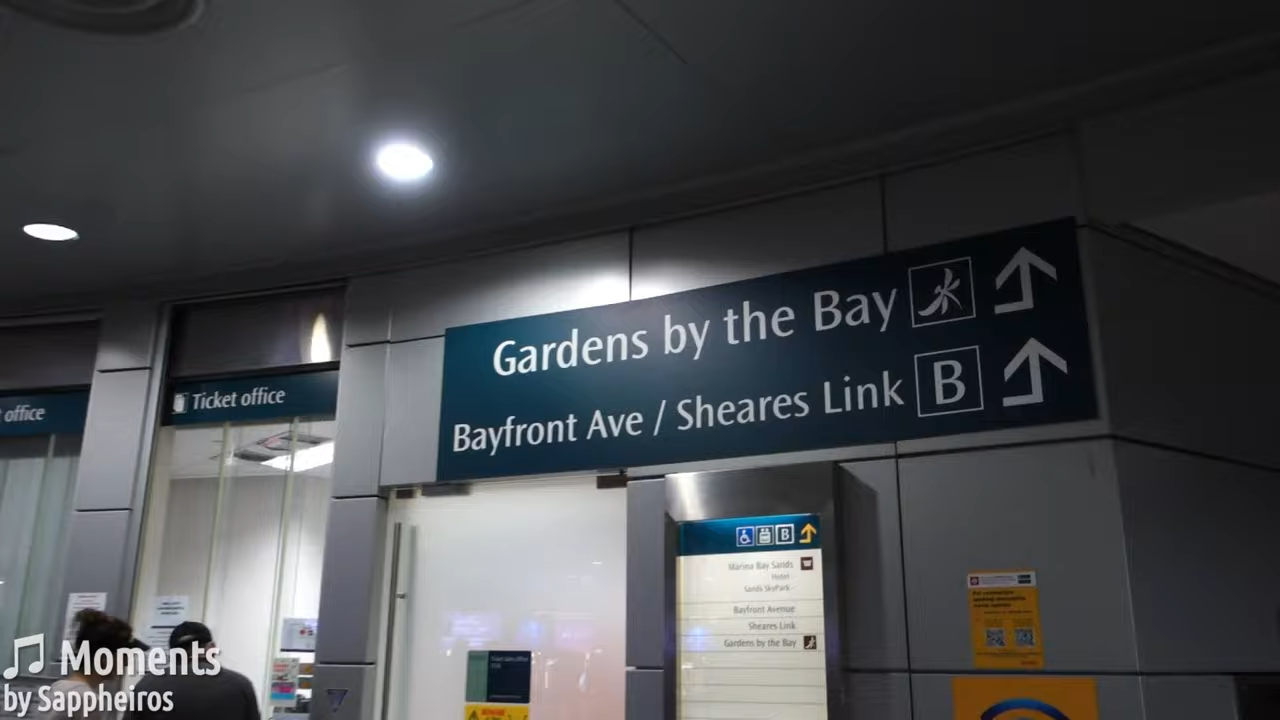 Gardens by the Bay
Bayfront Ave / Sheares Link B
Ticket office
office
B
Marina Bay Sands
Hotel
Sands SkyPark
Bayfront Avenue
Sheares Link
Gardens by the Bay
Moments
by Sappheiros